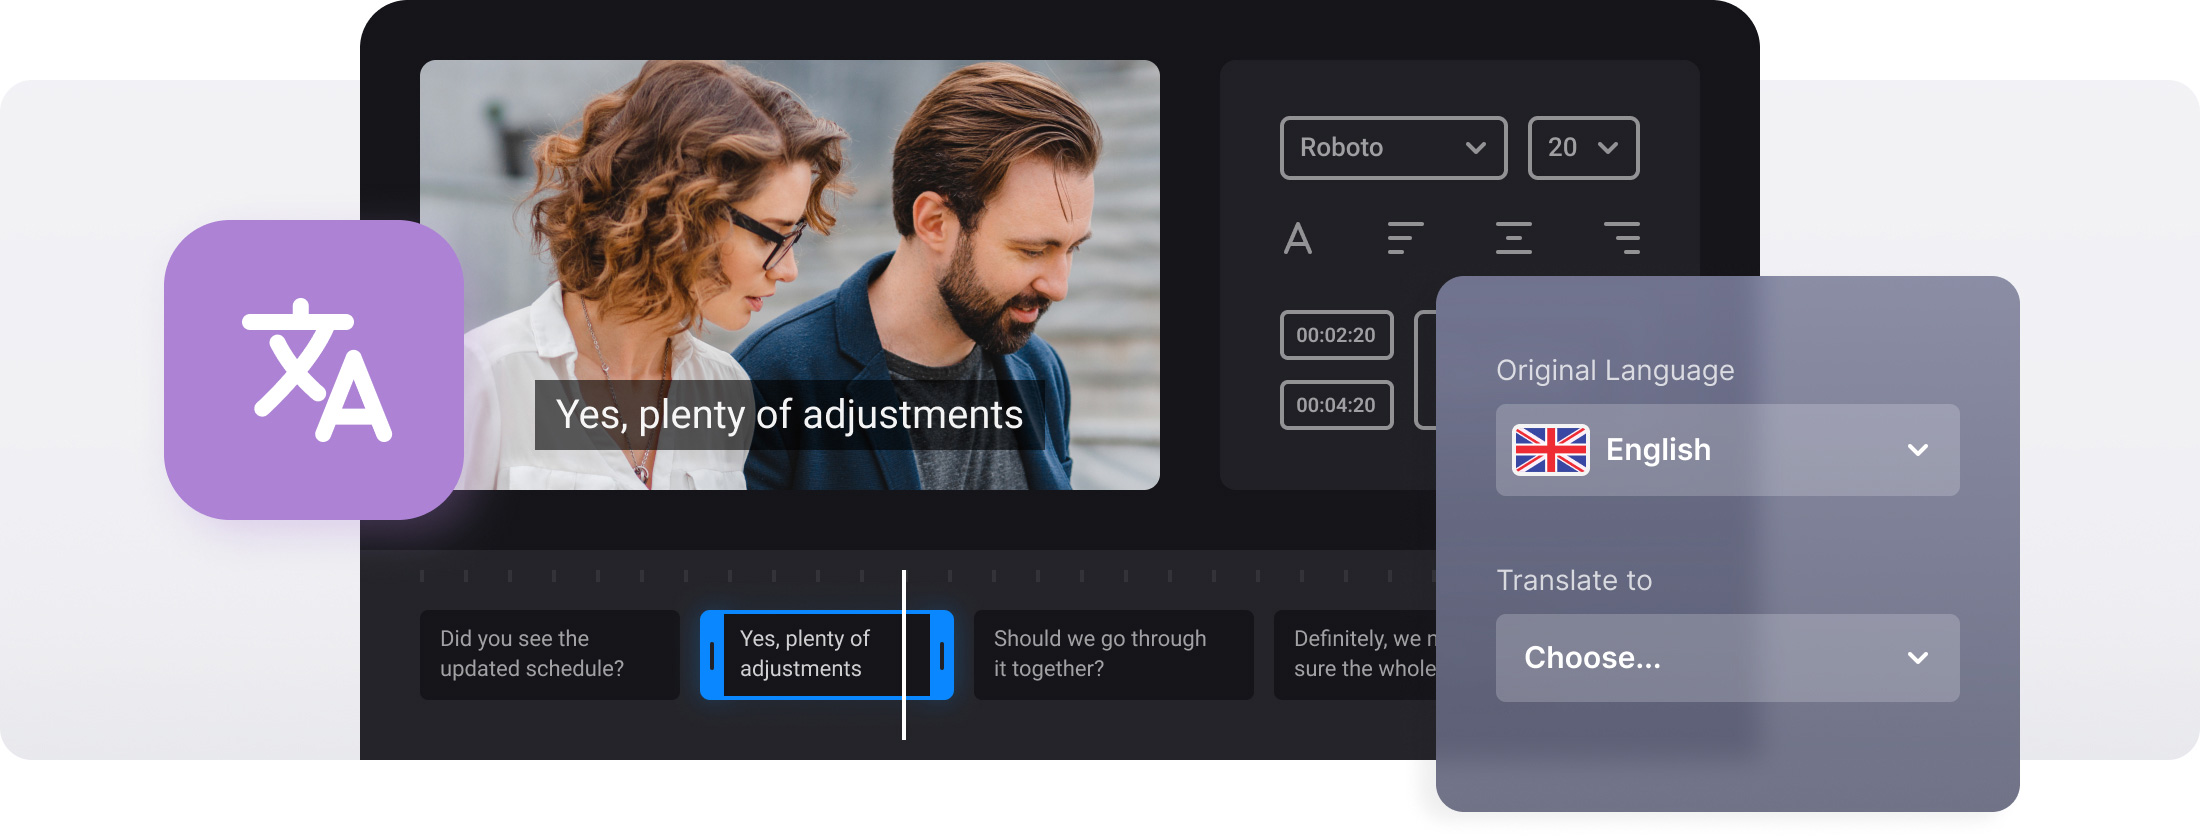 Roboto
20
A
00:02:20
00:04:20
Yes, plenty of adjustments
文A
Original Language
English
Translate to
Choose...
Did you see the
updated schedule?
Yes, plenty of
adjustments
Should we go through
it together?
Definitely, we
sure the whole